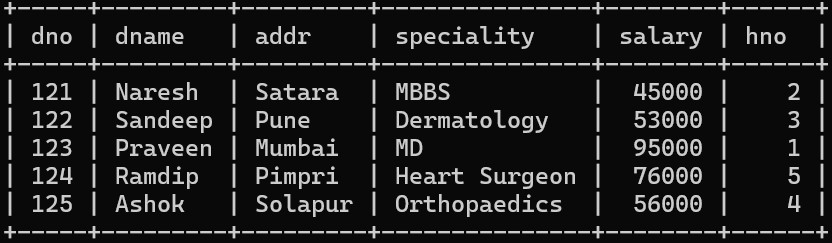 +-----+---------+---------+---------------+--------+------+
| dno | dname   | addr    | speciality    | salary | hno  |
+-----+---------+---------+---------------+--------+------+
| 121 | Naresh  | Satara  | MBBS          |  45000 |    2 |
| 122 | Sandeep | Pune    | Dermatology   |  53000 |    3 |
| 123 | Praveen | Mumbai  | MD            |  95000 |    1 |
| 124 | Ramdip  | Pimpri  | Heart Surgeon |  76000 |    5 |
| 125 | Ashok   | Solapur | Orthopaedics  |  56000 |    4 |
+-----+---------+---------+---------------+--------+------+